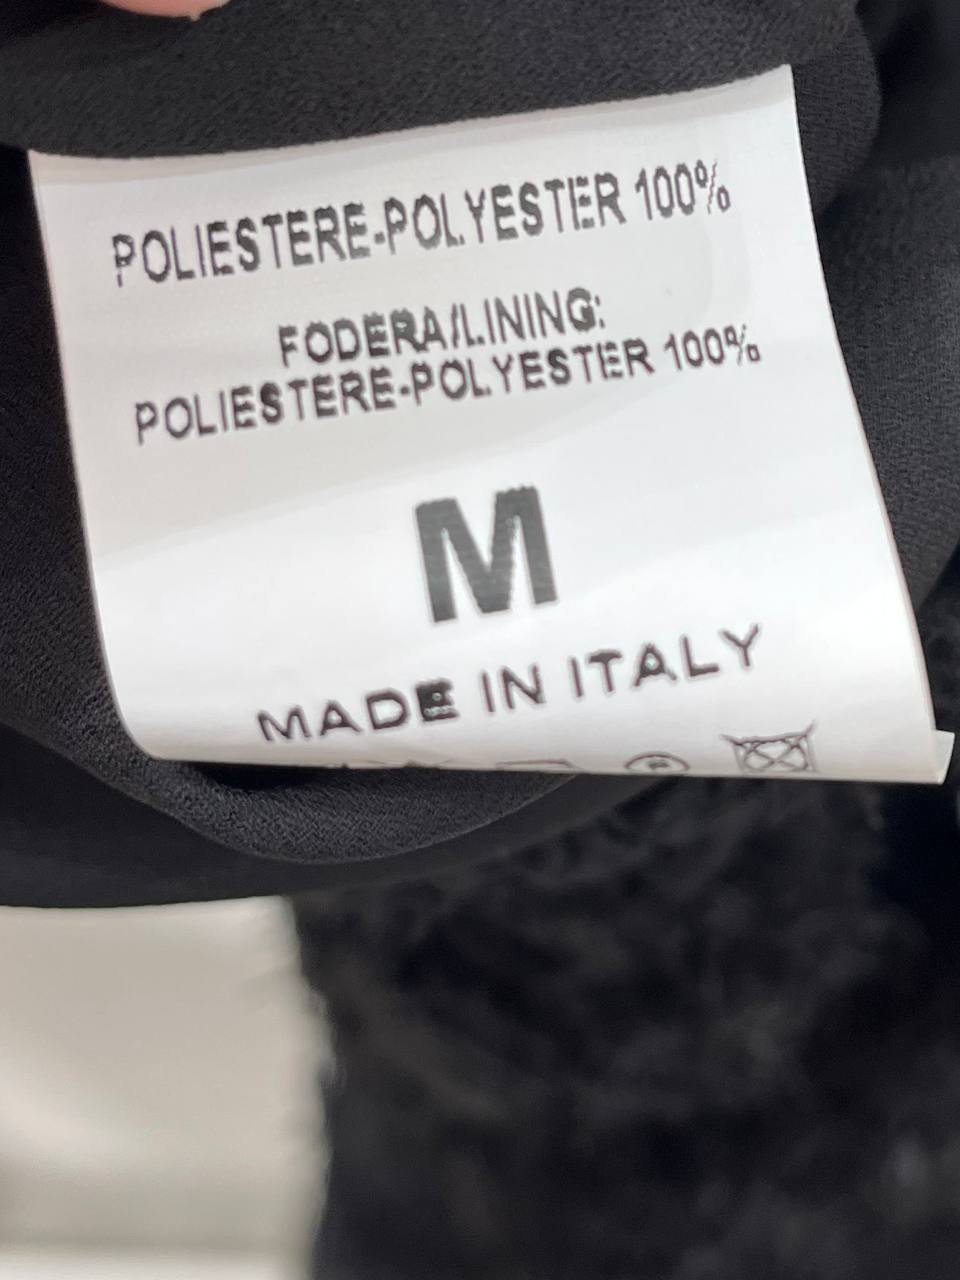 POLIESTERE-POLYESTER 100%
FODERA/LINING:
POLIESTERE-POLYESTER 100%
M
MADE IN ITALY